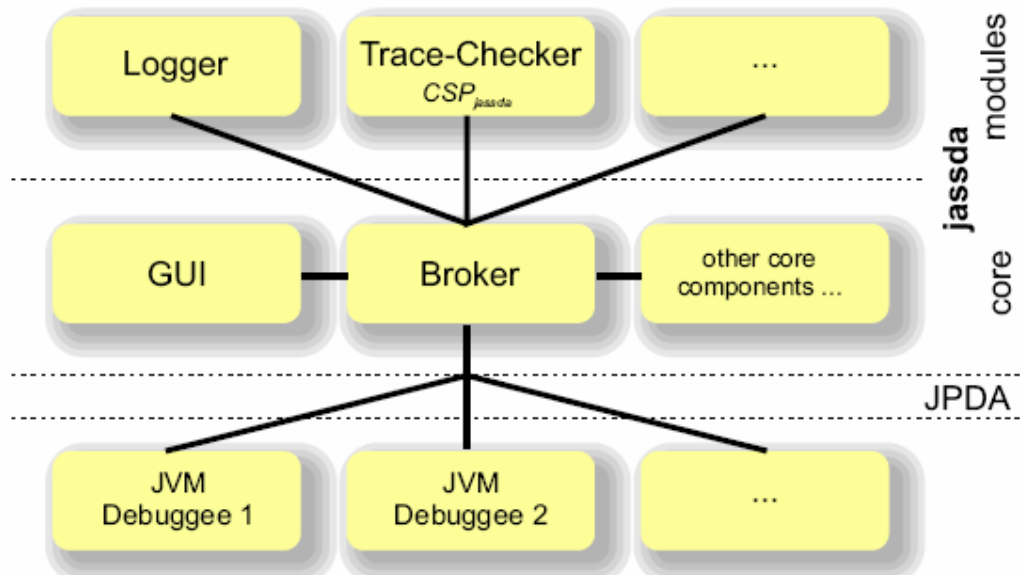 Logger
Trace-Checker
CSP jassda
...
modules
jassda
GUI
Broker
other core
components ...
core
JPDA
JVM
Debuggee 1
JVM
Debuggee 2
...